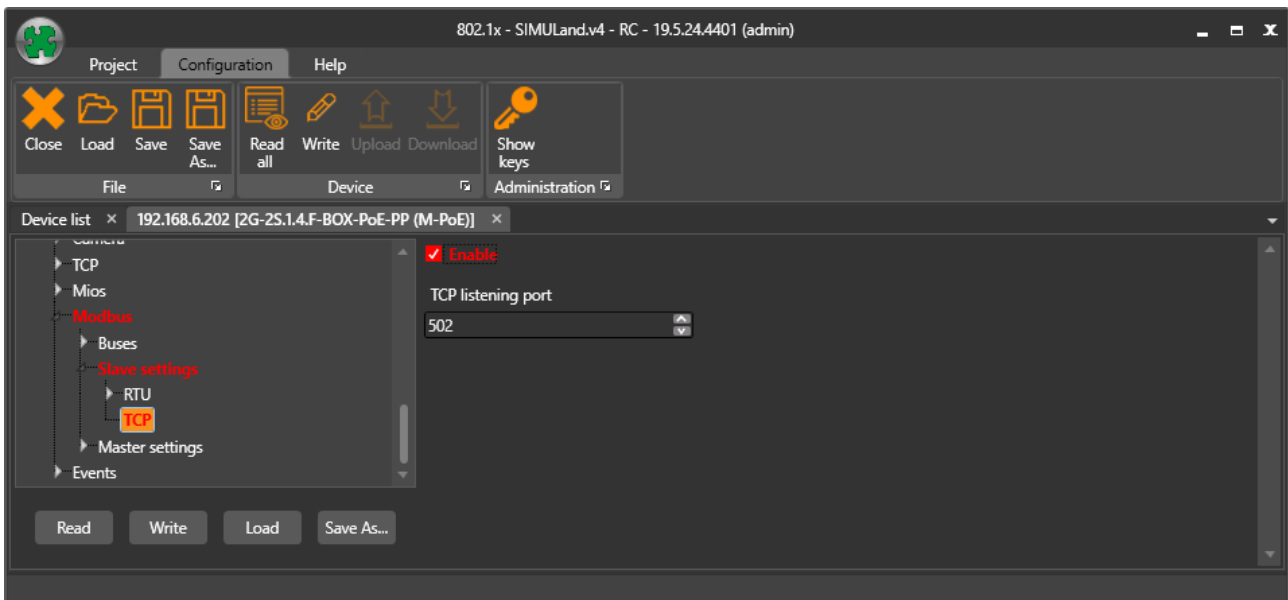 802.1x - SIMULand.v4 - RC - 19.5.24.4401 (admin)
Project Configuration Help
Close Load Save Save As... Read all Write Upload Download Show keys
File Device Administration
Device list 192.168.6.202 [2G-2S.1.4.F-BOX-PoE-PP (M-PoE)]
Camera
TCP
Mios
Modbus
Buses
Slave settings
RTU
TCP
Master settings
Events
Enable
TCP listening port
502
Read Write Load Save As...